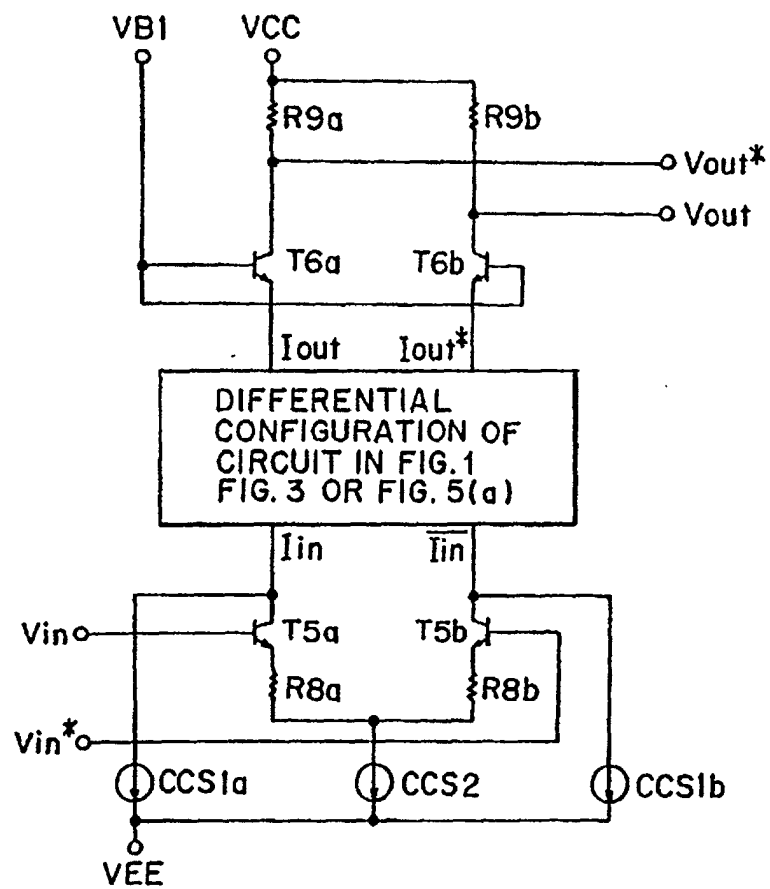 VB1 VCC
R9a R9b
Vout*
Vout
T6a T6b
Iout Iout*
DIFFERENTIAL
CONFIGURATION OF
CIRCUIT IN FIG.1
FIG. 3 OR FIG. 5(a)
Iin I̅i̅n̅
Vin T5a T5b
R8a R8b
Vin*
CCS1a CCS2 CCS1b
VEE